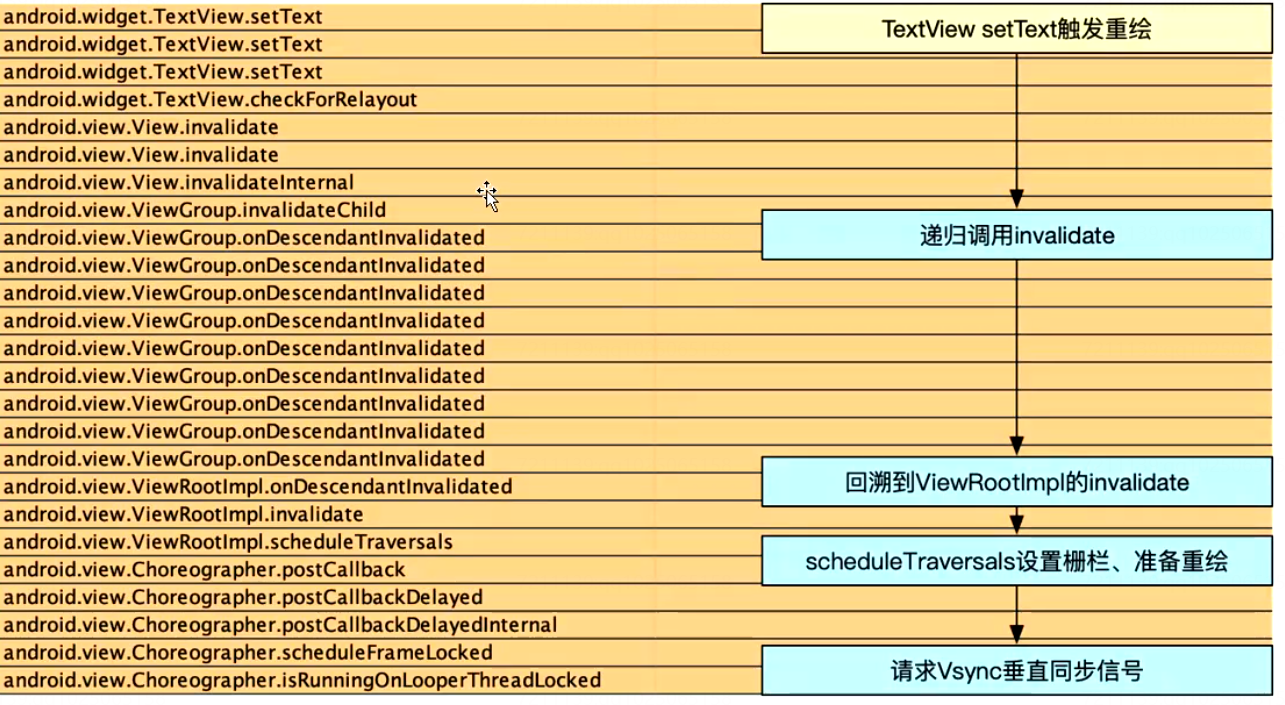 android.widget.TextView.setText
android.widget.TextView.setText
android.widget.TextView.setText
android.widget.TextView.checkForRelayout
android.view.View.invalidate
android.view.View.invalidate
android.view.View.invalidateInternal
android.view.ViewGroup.invalidateChild
android.view.ViewGroup.onDescendantInvalidated
android.view.ViewGroup.onDescendantInvalidated
android.view.ViewGroup.onDescendantInvalidated
android.view.ViewGroup.onDescendantInvalidated
android.view.ViewGroup.onDescendantInvalidated
android.view.ViewGroup.onDescendantInvalidated
android.view.ViewGroup.onDescendantInvalidated
android.view.ViewGroup.onDescendantInvalidated
android.view.ViewGroup.onDescendantInvalidated
android.view.ViewRootImpl.onDescendantInvalidated
android.view.ViewRootImpl.invalidate
android.view.ViewRootImpl.scheduleTraversals
android.view.Choreographer.postCallback
android.view.Choreographer.postCallbackDelayed
android.view.Choreographer.postCallbackDelayedInternal
android.view.Choreographer.scheduleFrameLocked
android.view.Choreographer.isRunningOnLooperThreadLocked
TextView setText触发重绘
递归调用invalidate
回溯到ViewRootImpl的invalidate
scheduleTraversals设置栅栏、准备重绘
请求Vsync垂直同步信号